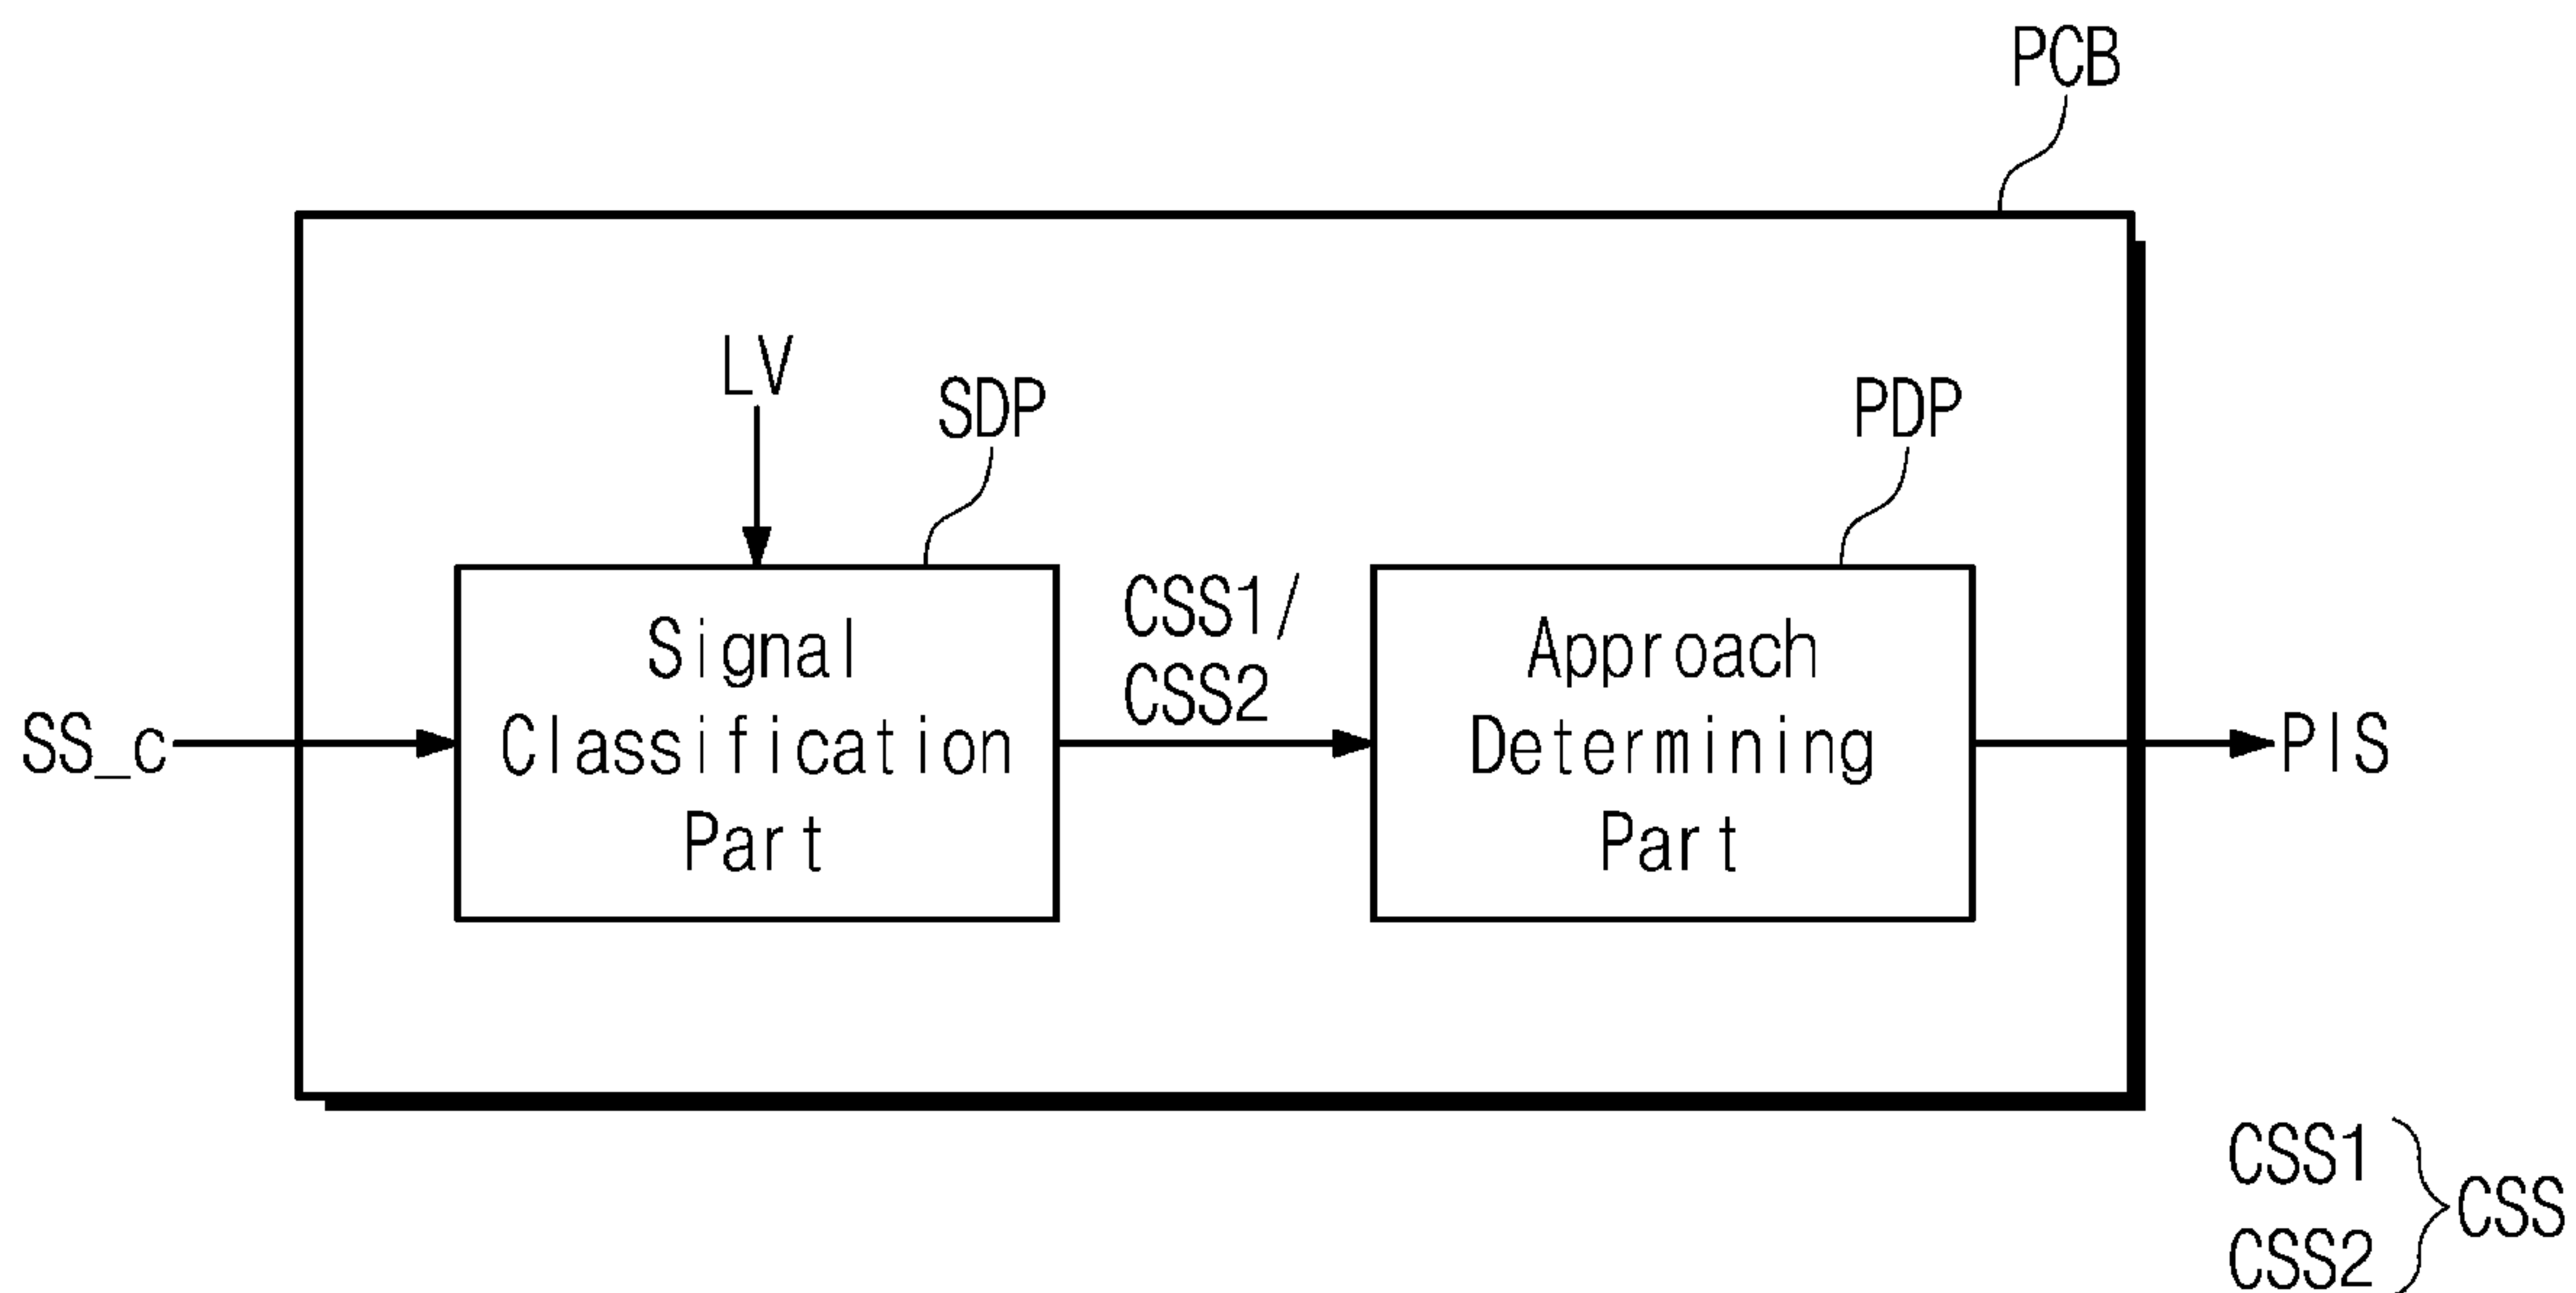 PCB
LV
SDP
PDP
SS_c
Signal
Classification
Part
CSS1/
CSS2
Approach
Determining
Part
PIS
CSS1
CSS2
CSS